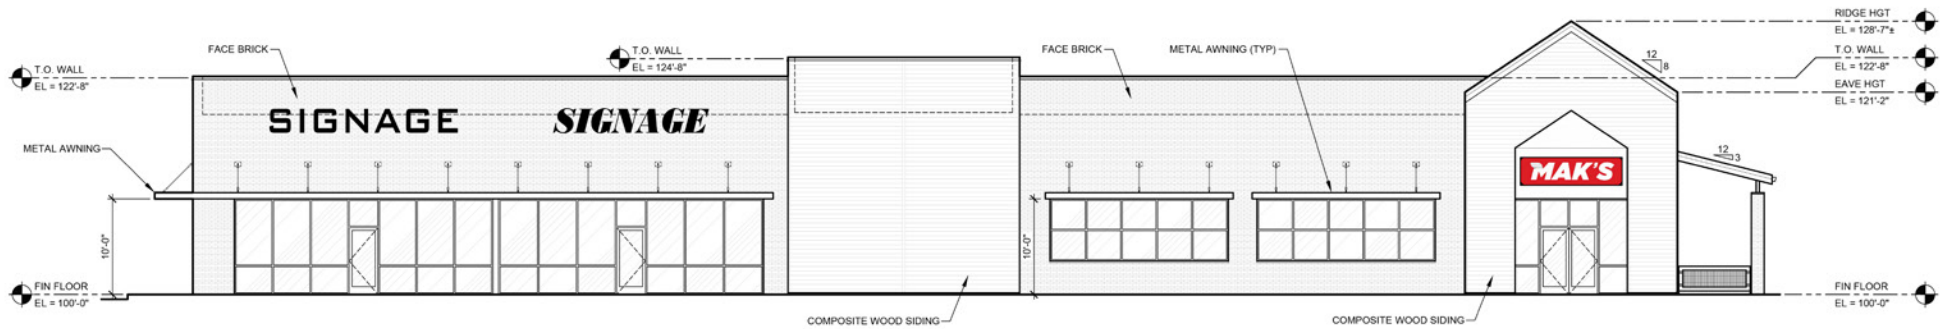 RIDGE HGT
EL = 128'-7"±
FACE BRICK
T.O. WALL
EL = 124'-8"
FACE BRICK
METAL AWNING (TYP)
12
8
T.O. WALL
EL = 122'-8"
T.O. WALL
EL = 122'-8"
EAVE HGT
EL = 121'-2"
SIGNAGE
SIGNAGE
METAL AWNING
12
3
MAK'S
10'-0"
10'-0"
FIN FLOOR
EL = 100'-0"
FIN FLOOR
EL = 100'-0"
COMPOSITE WOOD SIDING
COMPOSITE WOOD SIDING